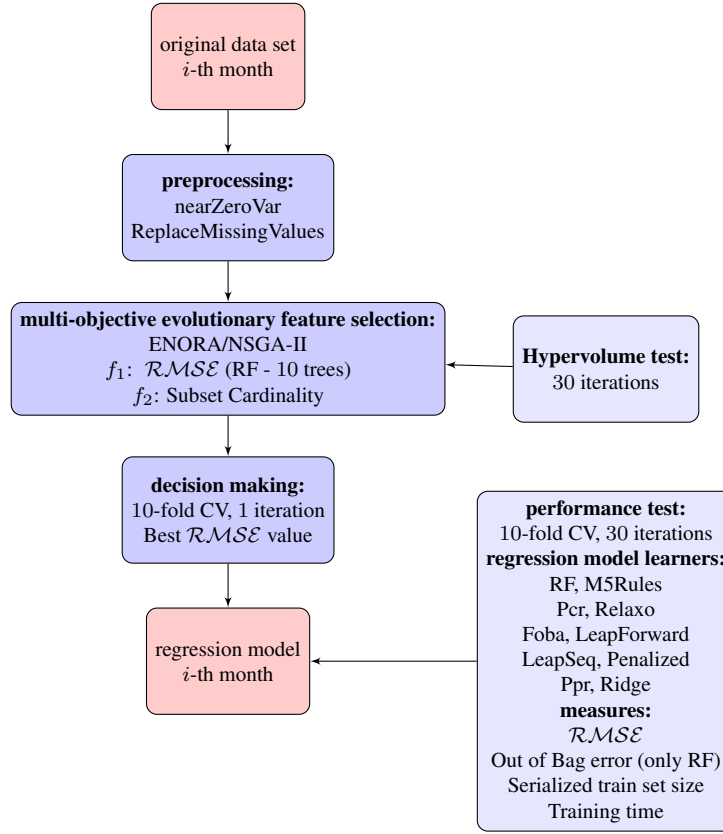 original data set
i-th month
preprocessing:
nearZeroVar
ReplaceMissingValues
multi-objective evolutionary feature selection:
ENORA/NSGA-II
f₁: RMSE (RF - 10 trees)
f₂: Subset Cardinality
Hypervolume test:
30 iterations
decision making:
10-fold CV, 1 iteration
Best RMSE value
regression model
i-th month
performance test:
10-fold CV, 30 iterations
regression model learners:
RF, M5Rules
Pcr, Relaxo
Foba, LeapForward
LeapSeq, Penalized
Ppr, Ridge
measures:
RMSE
Out of Bag error (only RF)
Serialized train set size
Training time